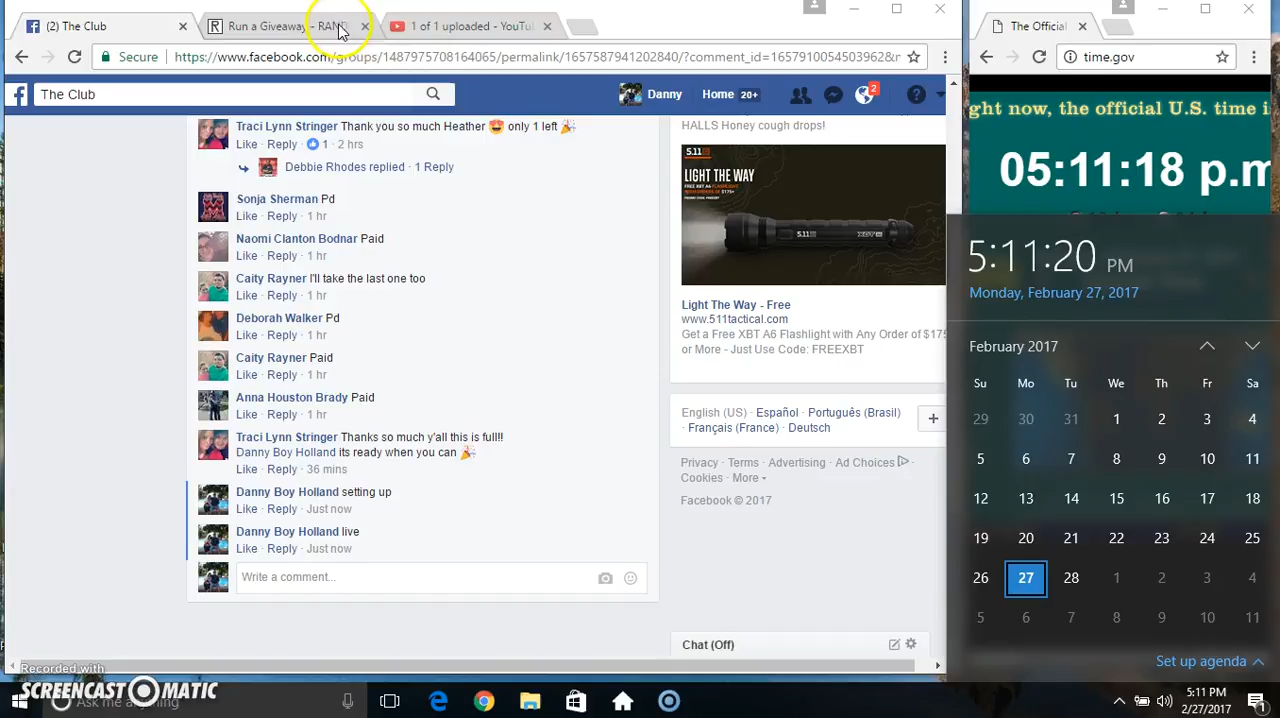 (2) The Club
Run a Giveaway - RAND
1 of 1 uploaded - YouTu
The Official
Secure
https://www.facebook.com/groups/1487975708164065/permalink/1657587941202840/?comment_id=1657910054503962&n
time.gov
The Club
Danny
Home 20+
2
ght now, the official U.S. time i
05:11:18 p.m
Traci Lynn Stringer Thank you so much Heather only 1 left
Like · Reply · 1 · 2 hrs
Debbie Rhodes replied · 1 Reply
Sonja Sherman Pd
Like · Reply · 1 hr
Naomi Clanton Bodnar Paid
Like · Reply · 1 hr
Caity Rayner I'll take the last one too
Like · Reply · 1 hr
Deborah Walker Pd
Like · Reply · 1 hr
Caity Rayner Paid
Like · Reply · 1 hr
Anna Houston Brady Paid
Like · Reply · 1 hr
Traci Lynn Stringer Thanks so much y'all this is full!!
Danny Boy Holland its ready when you can
Like · Reply · 36 mins
Danny Boy Holland setting up
Like · Reply · Just now
Danny Boy Holland live
Like · Reply · Just now
Write a comment...
HALLS Honey cough drops!
5.11
LIGHT THE WAY
5.11
Light The Way - Free
www.511tactical.com
Get a Free XBT A6 Flashlight with Any Order of $175
or More - Just Use Code: FREEXBT
English (US) · Español · Português (Brasil) ·
Français (France) · Deutsch
Privacy · Terms · Advertising · Ad Choices ·
Cookies · More
Facebook © 2017
Chat (Off)
5:11:20 PM
Monday, February 27, 2017
February 2017
Su Mo Tu We Th Fr Sa
29 30 31 1 2 3 4
5 6 7 8 9 10 11
12 13 14 15 16 17 18
19 20 21 22 23 24 25
26 27 28 1 2 3 4
5 6 7 8 9 10 11
Set up agenda
Recorded with
SCREENCAST-O-MATIC
Ask me anything
5:11 PM
2/27/2017
1